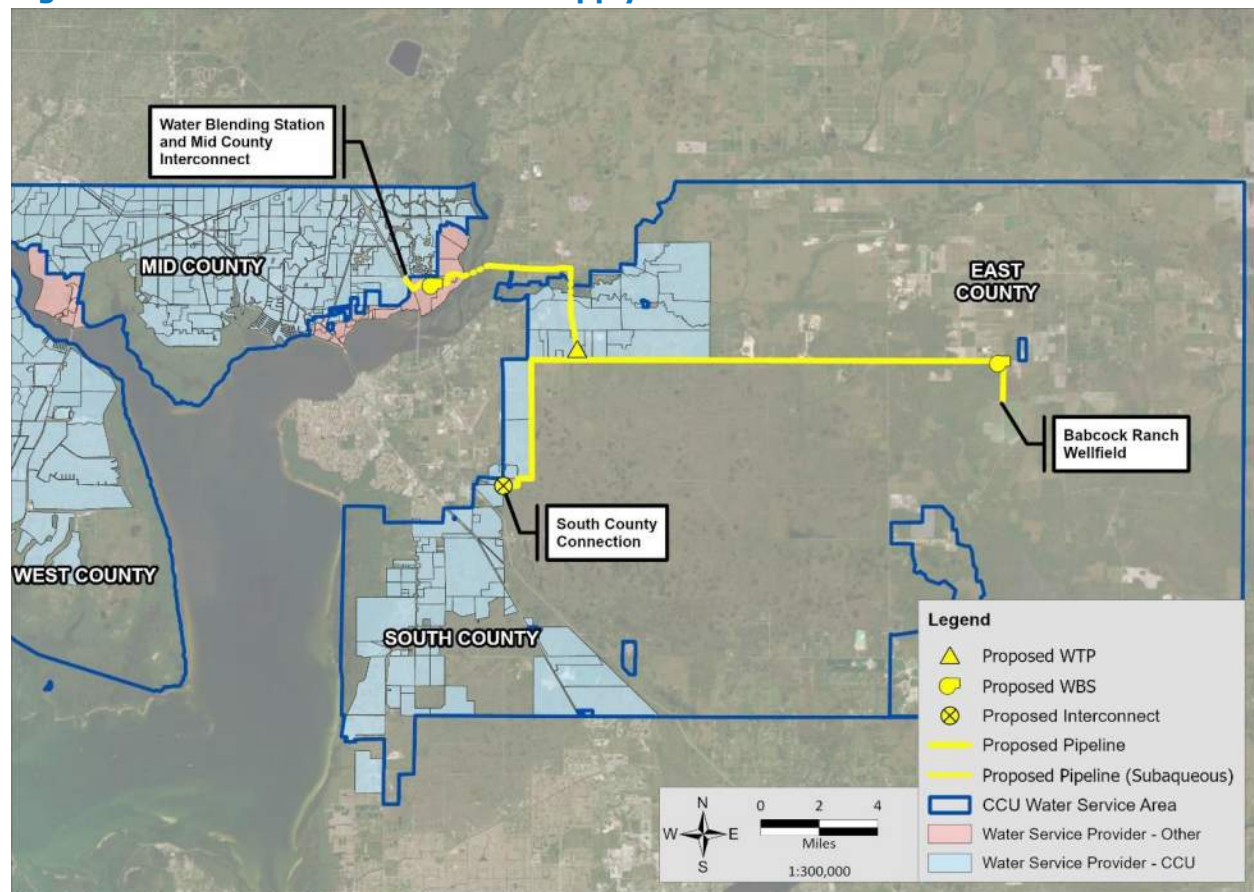 Water Blending Station
and Mid County
Interconnect
MID COUNTY
EAST
COUNTY
Babcock Ranch
Wellfield
South County
Connection
WEST COUNTY
SOUTH COUNTY
Legend
Proposed WTP
Proposed WBS
Proposed Interconnect
Proposed Pipeline
Proposed Pipeline (Subaqueous)
CCU Water Service Area
Water Service Provider - Other
Water Service Provider - CCU
N
W E
S
0 2 4
Miles
1:300,000